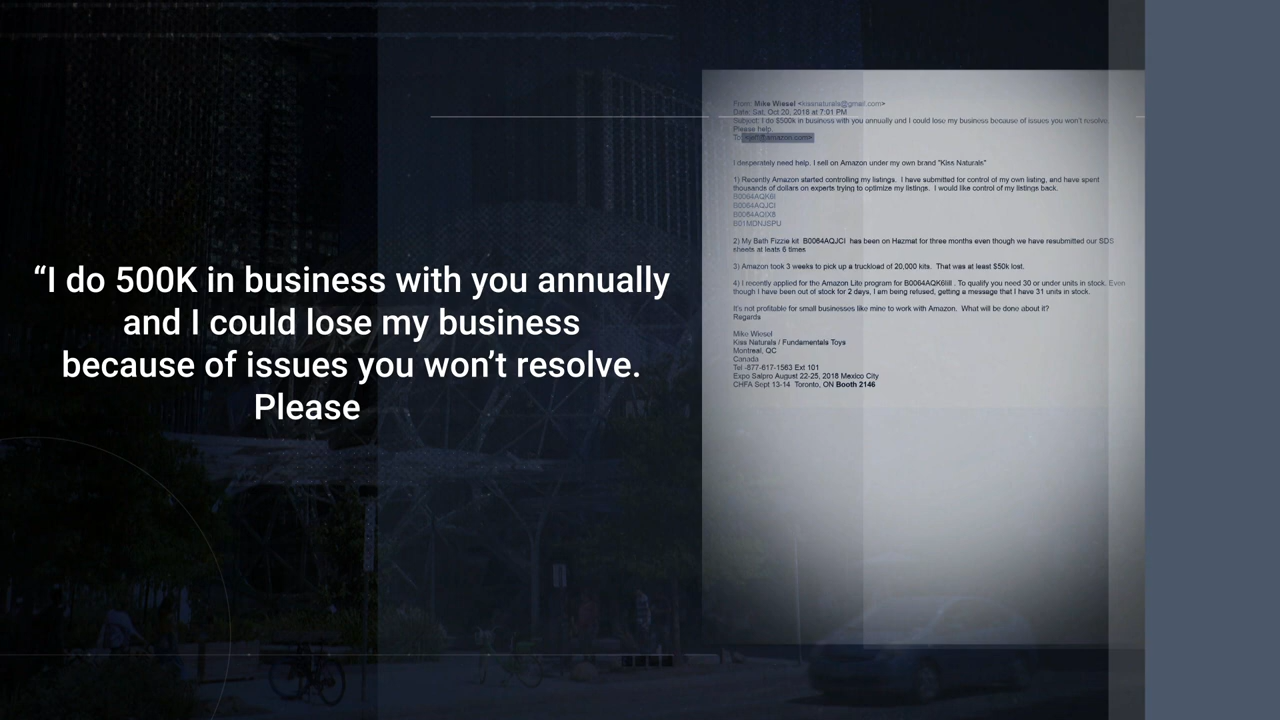 “I do 500K in business with you annually
and I could lose my business
because of issues you won’t resolve.
Please
From: Mike Wiesel <kissnaturals@gmail.com>
Date: Sat, Oct 20, 2018 at 7:01 PM
Subject: I do $500k in business with you annually and I could lose my business because of issues you won't resolve.
Please help.
To: <jeff@amazon.com>
I desperately need help. I sell on Amazon under my own brand "Kiss Naturals"
1) Recently Amazon started controlling my listings. I have submitted for control of my own listing, and have spent
thousands of dollars on experts trying to optimize my listings. I would like control of my listings back.
B0064AQK6I
B0064AQJCI
B0064AQIX8
B01MDNJSPU
2) My Bath Fizzie kit B0064AQJCI has been on Hazmat for three months even though we have resubmitted our SDS
sheets at leats 6 times
3) Amazon took 3 weeks to pick up a truckload of 20,000 kits. That was at least $50k lost.
4) I recently applied for the Amazon Lite program for To qualify you need 30 or under units in stock. Even
though I have been out of stock for 2 days, I am being refused, getting a message that I have 31 units in stock.
It's not profitable for small businesses like mine to work with Amazon. What will be done about it?
Regards
Mike Wiesel
Kiss Naturals / Fundamentals Toys
Montreal, QC
Canada
Tel -877-617-1563 Ext 101
Expo Salpro August 22-25, 2018 Mexico City
CHFA Sept 13-14 Toronto, ON Booth 2146